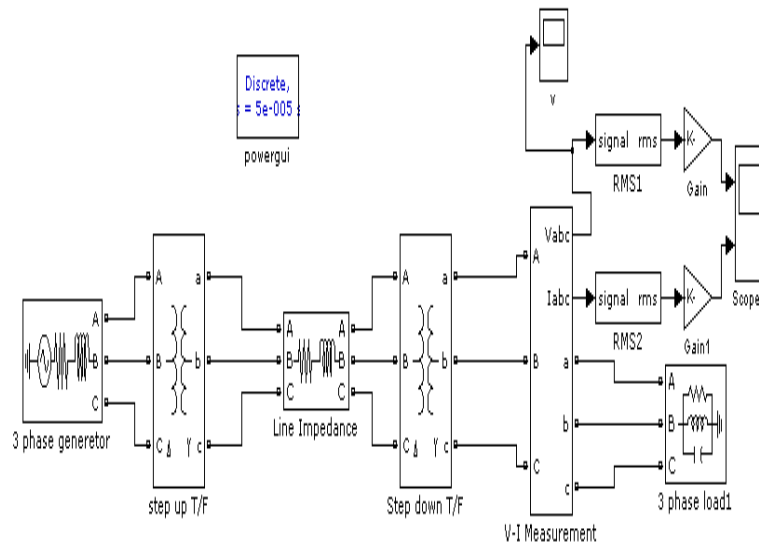 Discrete,
s = 5e-005 s
powergui
v
signal rms
RMS1
K-
Gain
Vabc
Iabc
signal rms
RMS2
K-
Gain1
Scope
A
B
C
3 phase generetor
A
B
C
a
b
Y c
Δ
step up T/F
A
B
C
A
B
C
Line Impedance
A
B
C
a
b
Y c
Δ
Step down T/F
A
B
C
a
b
c
V-I Measurement
A
B
C
3 phase load1